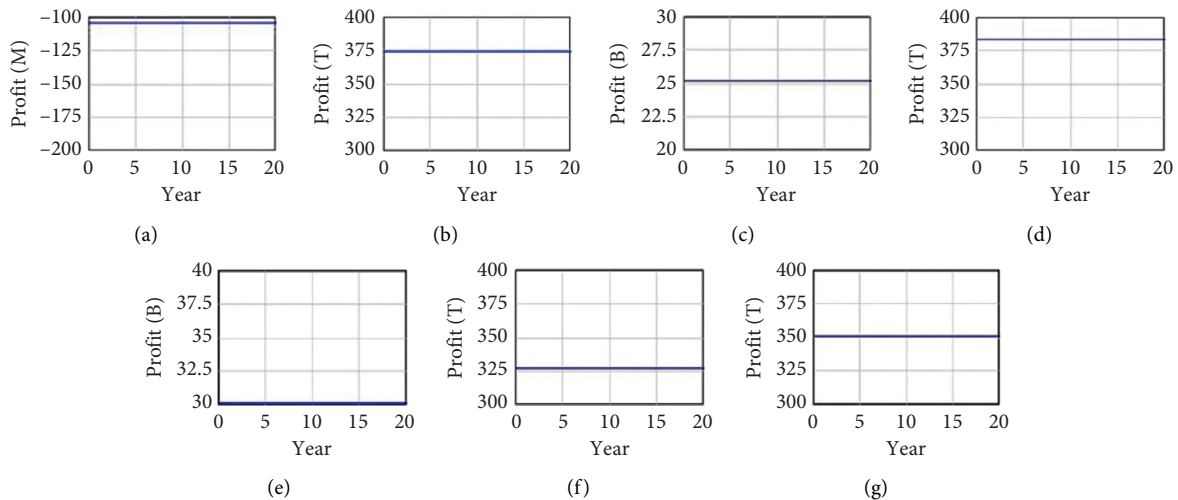 Profit (M)
−100
−125
−150
−175
−200
0 5 10 15 20
Year
(a)
Profit (T)
400
375
350
325
300
0 5 10 15 20
Year
(b)
Profit (B)
30
27.5
25
22.5
20
0 5 10 15 20
Year
(c)
Profit (T)
400
375
350
325
300
0 5 10 15 20
Year
(d)
Profit (B)
40
37.5
35
32.5
30
0 5 10 15 20
Year
(e)
Profit (T)
400
375
350
325
300
0 5 10 15 20
Year
(f)
Profit (T)
400
375
350
325
300
0 5 10 15 20
Year
(g)